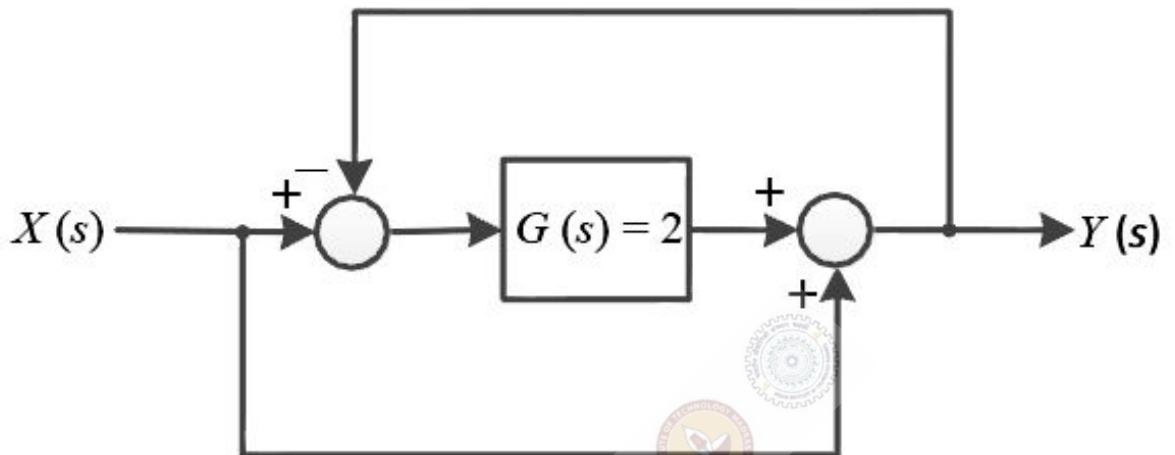 −
+
X(s)
G(s) = 2
+
Y(s)
+